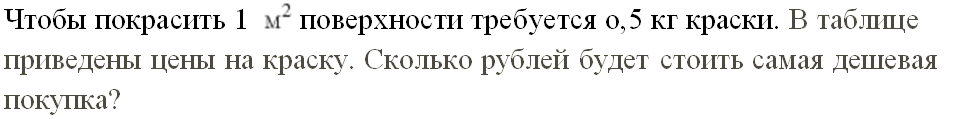 Чтобы покрасить 1 м² поверхности требуется 0,5 кг краски. В таблице
приведены цены на краску. Сколько рублей будет стоить самая дешевая
покупка?